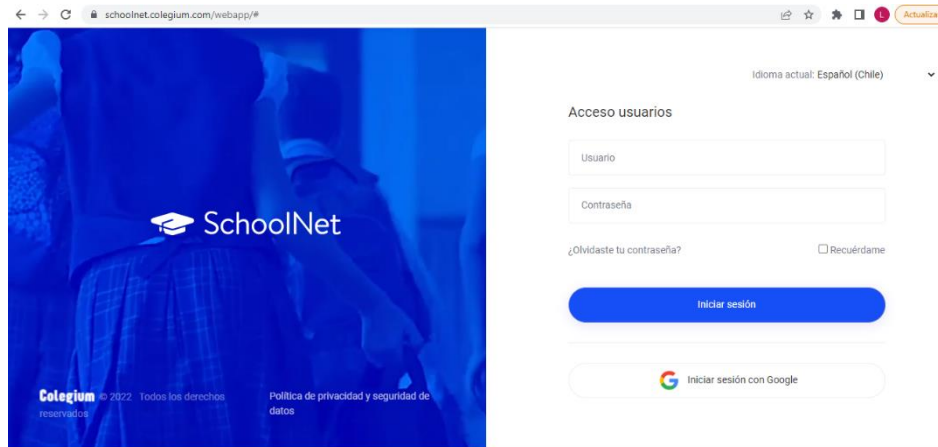 schoolnet.colegium.com/webapp/#
L
Actualiza
Idioma actual: Español (Chile)
Acceso usuarios
Usuario
Contraseña
¿Olvidaste tu contraseña?
Recuérdame
Iniciar sesión
Iniciar sesión con Google
SchoolNet
Colegium © 2022 Todos los derechos
reservados
Política de privacidad y seguridad de
datos